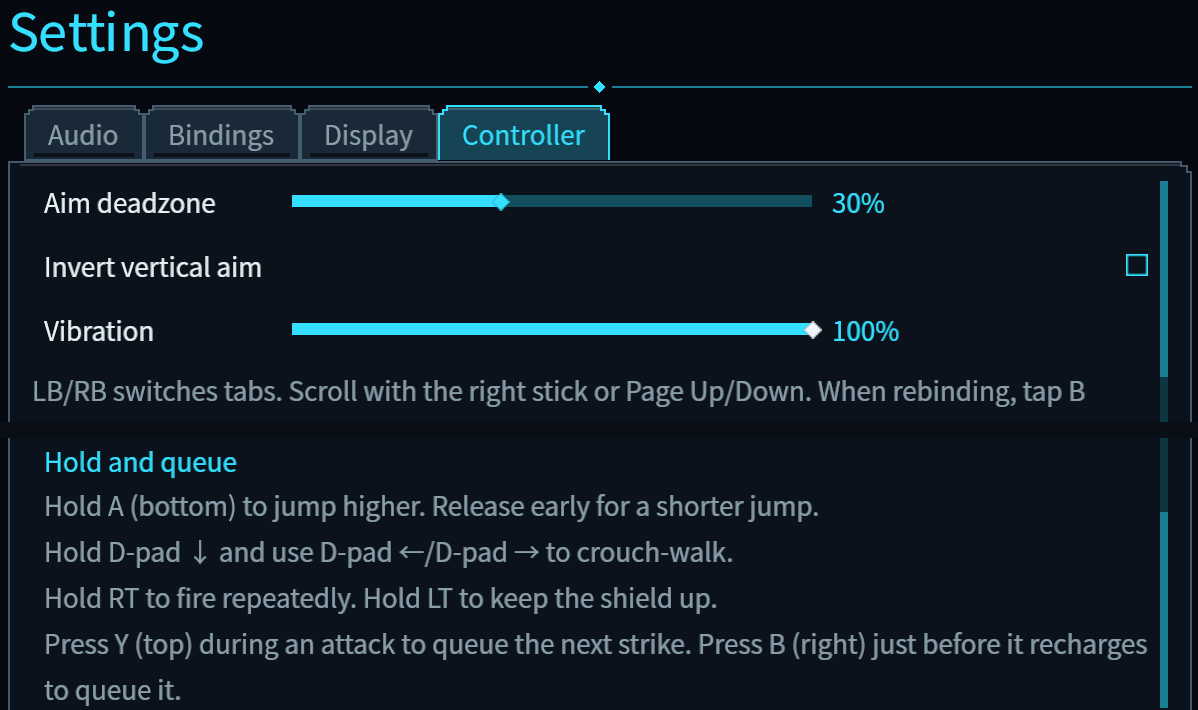 Settings
Audio
Bindings
Display
Controller
Aim deadzone 30%
Invert vertical aim
Vibration 100%
LB/RB switches tabs. Scroll with the right stick or Page Up/Down. When rebinding, tap B
Hold and queue
Hold A (bottom) to jump higher. Release early for a shorter jump.
Hold D-pad ↓ and use D-pad ←/D-pad → to crouch-walk.
Hold RT to fire repeatedly. Hold LT to keep the shield up.
Press Y (top) during an attack to queue the next strike. Press B (right) just before it recharges
to queue it.